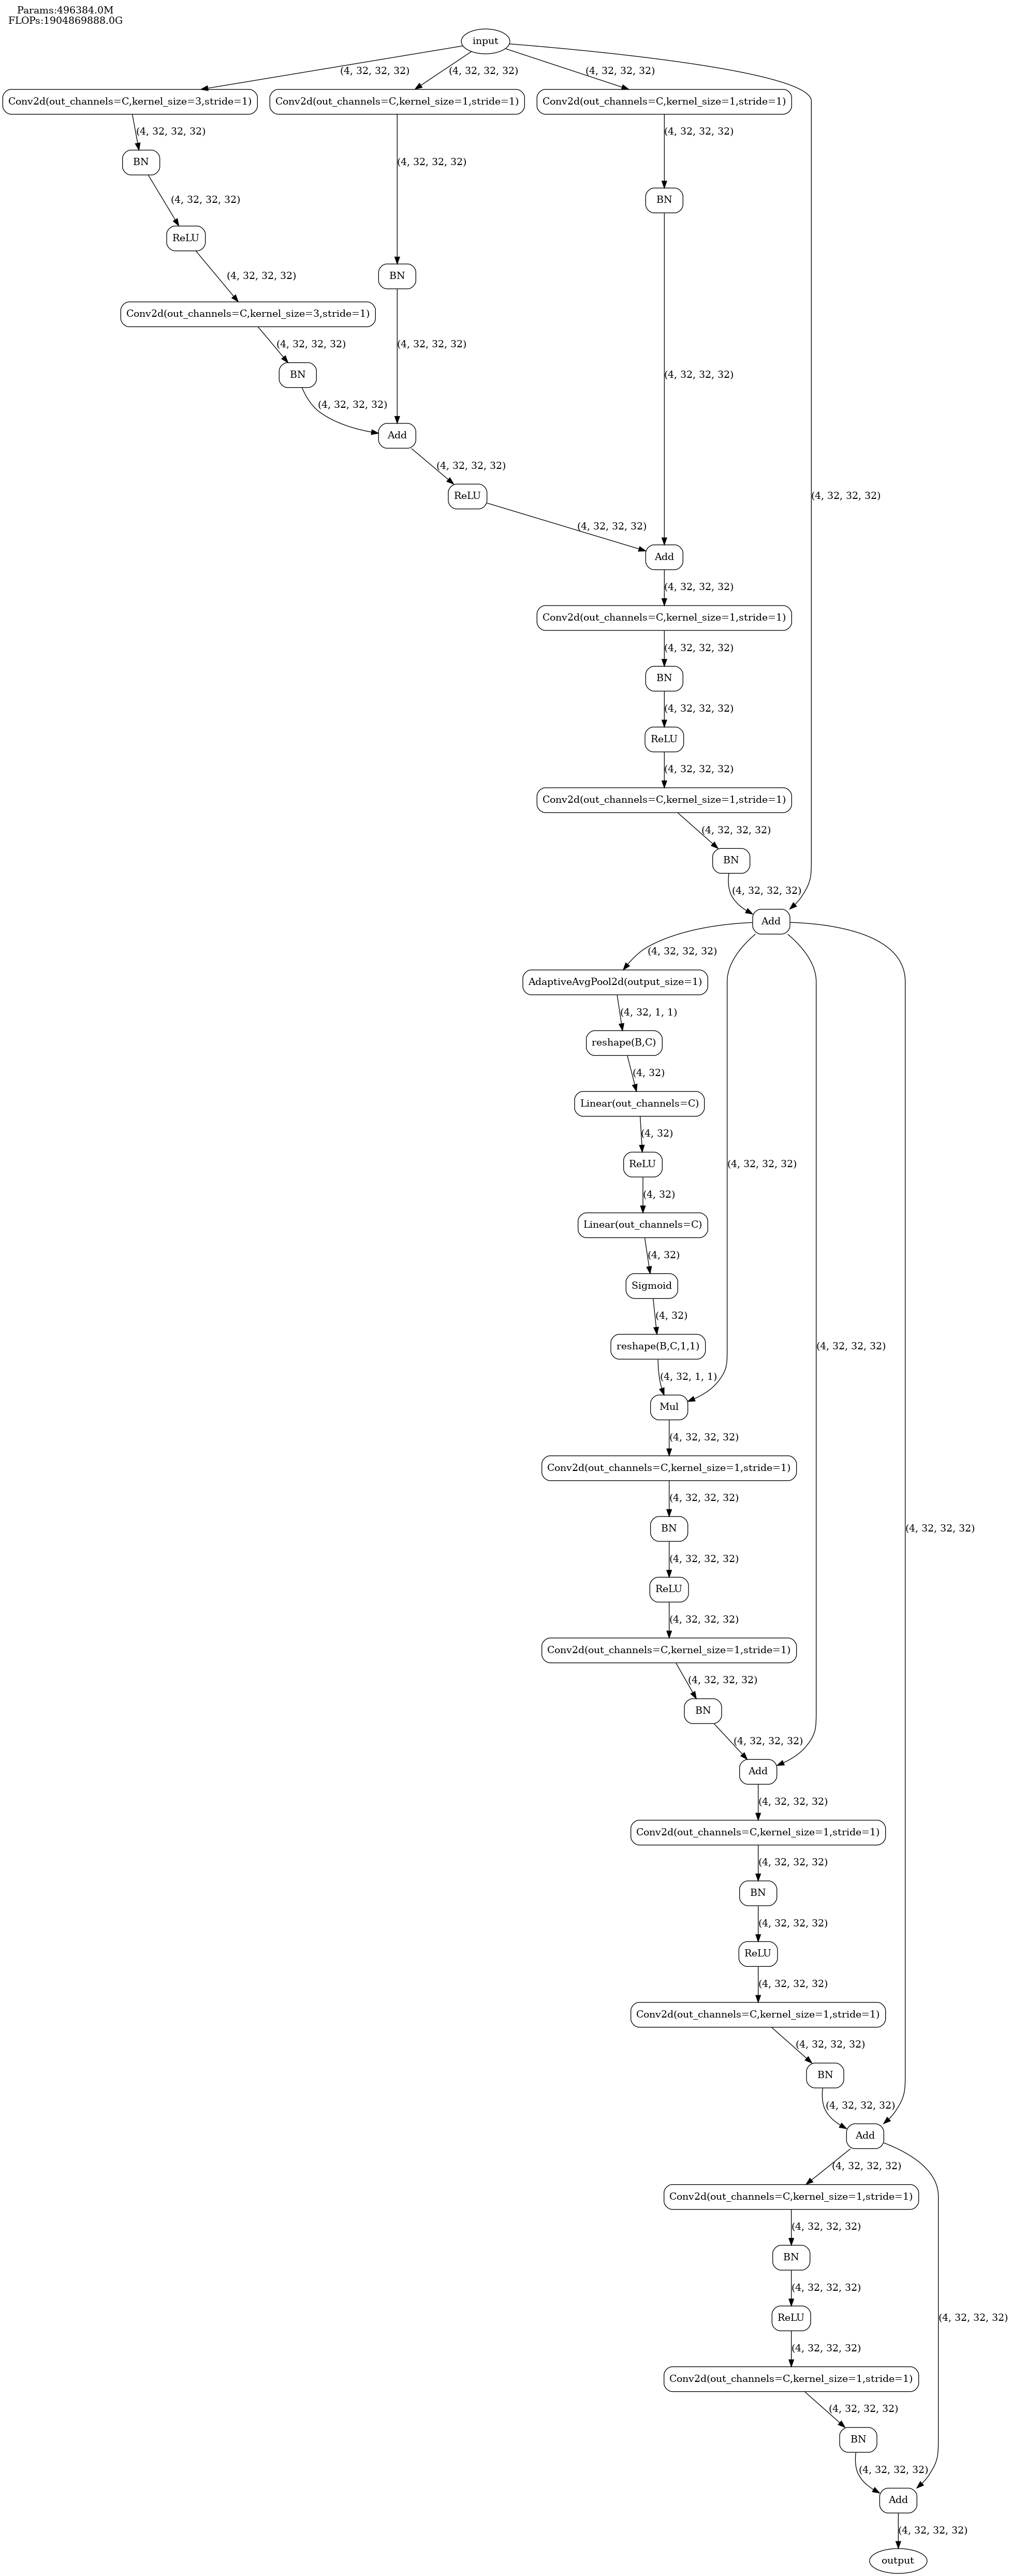 Params:496384.0M
FLOPs:1904869888.0G
input
(4, 32, 32, 32)
(4, 32, 32, 32)
(4, 32, 32, 32)
Conv2d(out_channels=C,kernel_size=3,stride=1)
Conv2d(out_channels=C,kernel_size=1,stride=1)
Conv2d(out_channels=C,kernel_size=1,stride=1)
(4, 32, 32, 32)
(4, 32, 32, 32)
BN
(4, 32, 32, 32)
(4, 32, 32, 32)
BN
ReLU
(4, 32, 32, 32)
BN
Conv2d(out_channels=C,kernel_size=3,stride=1)
(4, 32, 32, 32)
(4, 32, 32, 32)
BN
(4, 32, 32, 32)
(4, 32, 32, 32)
Add
(4, 32, 32, 32)
ReLU
(4, 32, 32, 32)
(4, 32, 32, 32)
Add
(4, 32, 32, 32)
Conv2d(out_channels=C,kernel_size=1,stride=1)
(4, 32, 32, 32)
BN
(4, 32, 32, 32)
ReLU
(4, 32, 32, 32)
Conv2d(out_channels=C,kernel_size=1,stride=1)
(4, 32, 32, 32)
BN
(4, 32, 32, 32)
Add
(4, 32, 32, 32)
AdaptiveAvgPool2d(output_size=1)
(4, 32, 1, 1)
reshape(B,C)
(4, 32)
Linear(out_channels=C)
(4, 32)
ReLU
(4, 32, 32, 32)
(4, 32)
Linear(out_channels=C)
(4, 32)
Sigmoid
(4, 32)
reshape(B,C,1,1)
(4, 32, 32, 32)
(4, 32, 1, 1)
Mul
(4, 32, 32, 32)
Conv2d(out_channels=C,kernel_size=1,stride=1)
(4, 32, 32, 32)
BN
(4, 32, 32, 32)
(4, 32, 32, 32)
ReLU
(4, 32, 32, 32)
Conv2d(out_channels=C,kernel_size=1,stride=1)
(4, 32, 32, 32)
BN
(4, 32, 32, 32)
Add
(4, 32, 32, 32)
Conv2d(out_channels=C,kernel_size=1,stride=1)
(4, 32, 32, 32)
BN
(4, 32, 32, 32)
ReLU
(4, 32, 32, 32)
Conv2d(out_channels=C,kernel_size=1,stride=1)
(4, 32, 32, 32)
BN
(4, 32, 32, 32)
Add
(4, 32, 32, 32)
Conv2d(out_channels=C,kernel_size=1,stride=1)
(4, 32, 32, 32)
BN
(4, 32, 32, 32)
ReLU
(4, 32, 32, 32)
(4, 32, 32, 32)
Conv2d(out_channels=C,kernel_size=1,stride=1)
(4, 32, 32, 32)
BN
(4, 32, 32, 32)
Add
(4, 32, 32, 32)
output